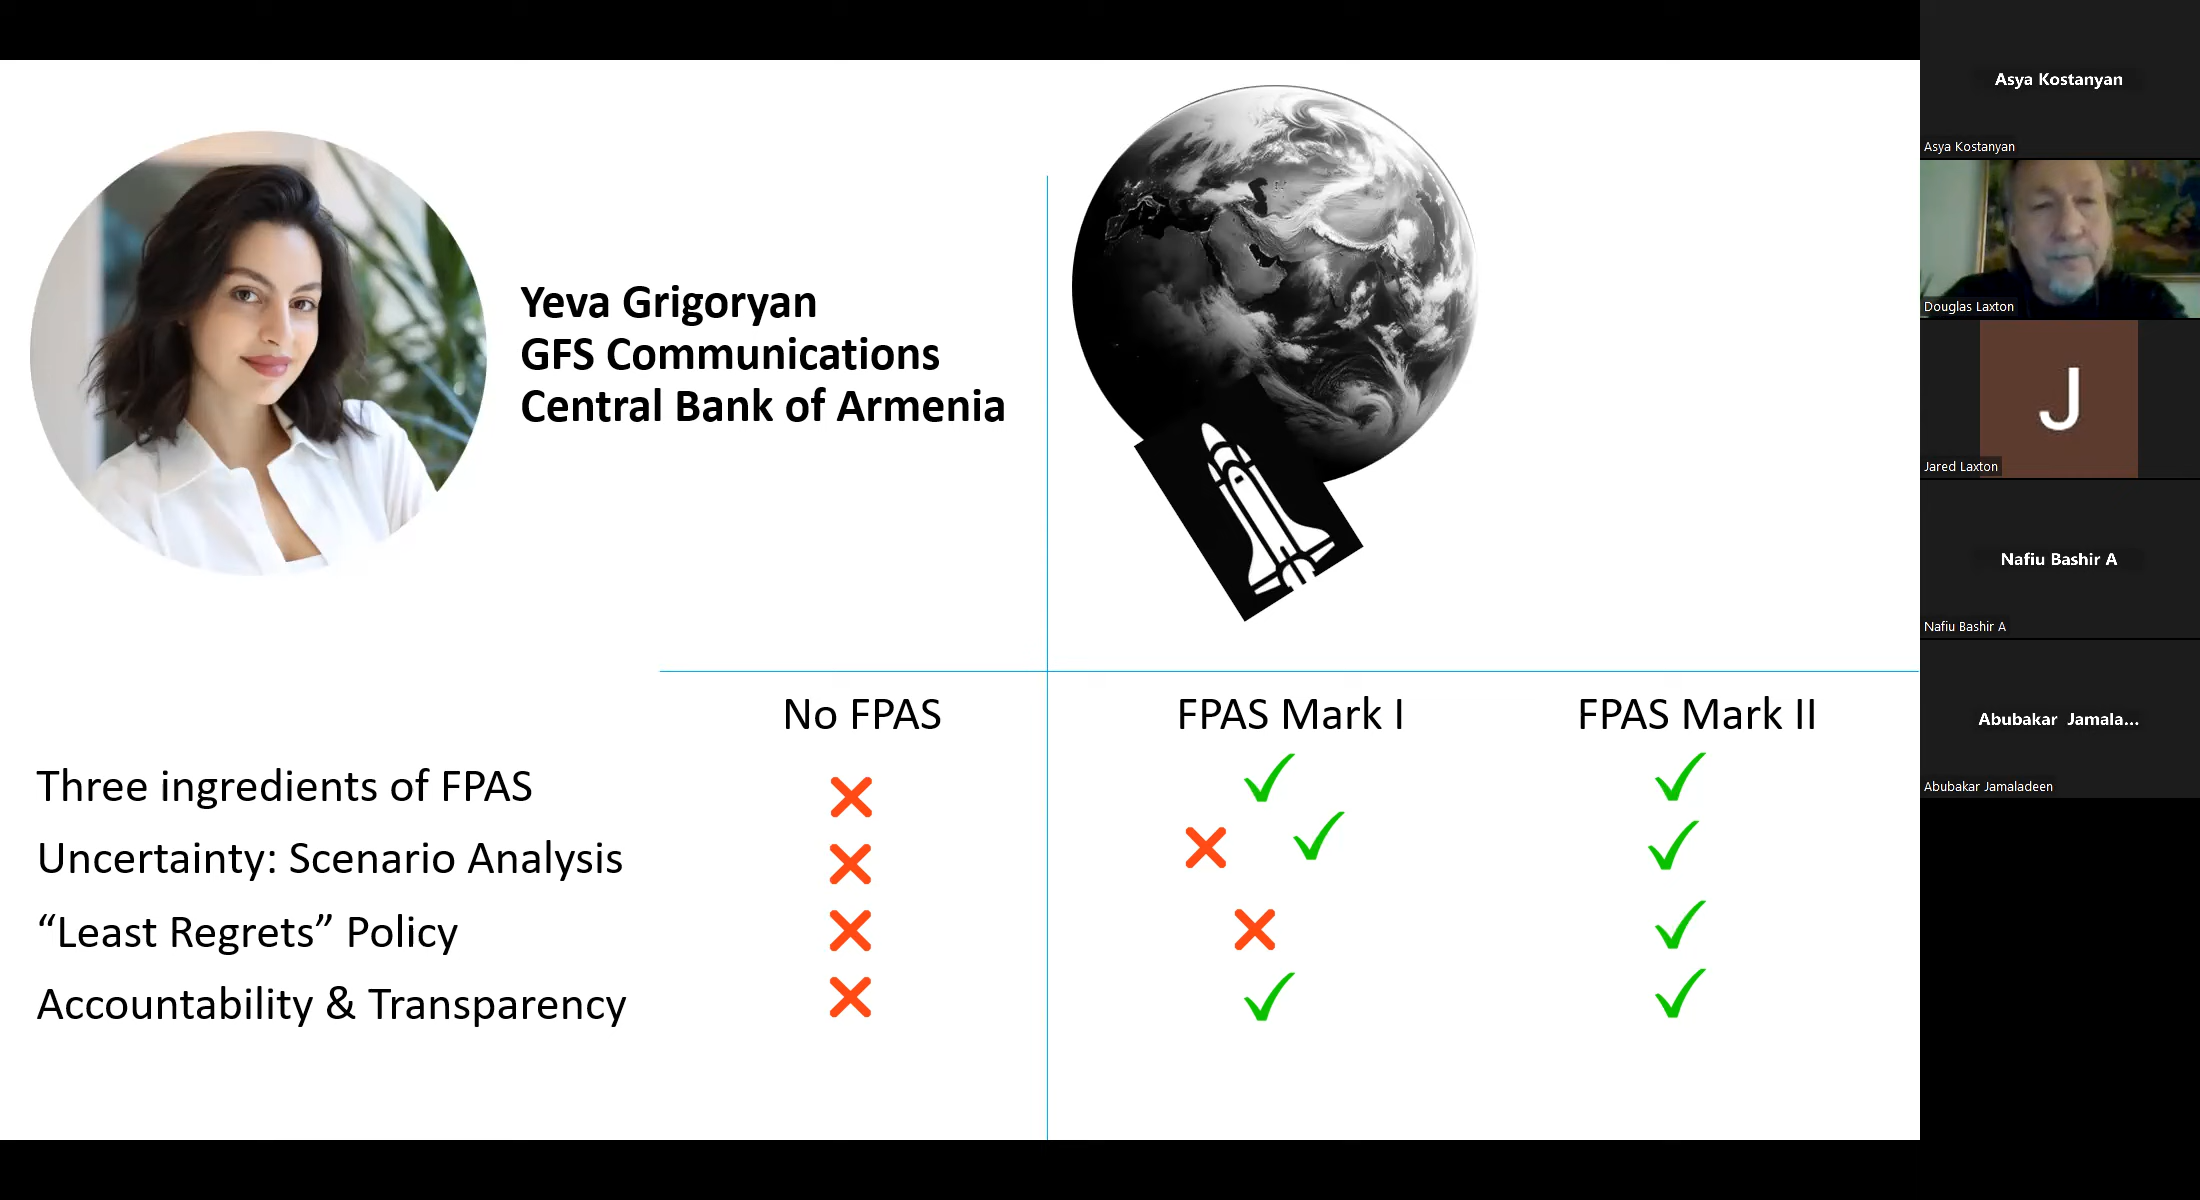 Yeva Grigoryan
GFS Communications
Central Bank of Armenia
No FPAS
FPAS Mark I
FPAS Mark II
Three ingredients of FPAS
Uncertainty: Scenario Analysis
“Least Regrets” Policy
Accountability & Transparency
Asya Kostanyan
Asya Kostanyan
Douglas Laxton
J
Jared Laxton
Nafiu Bashir A
Nafiu Bashir A
Abubakar Jamala...
Abubakar Jamaladeen